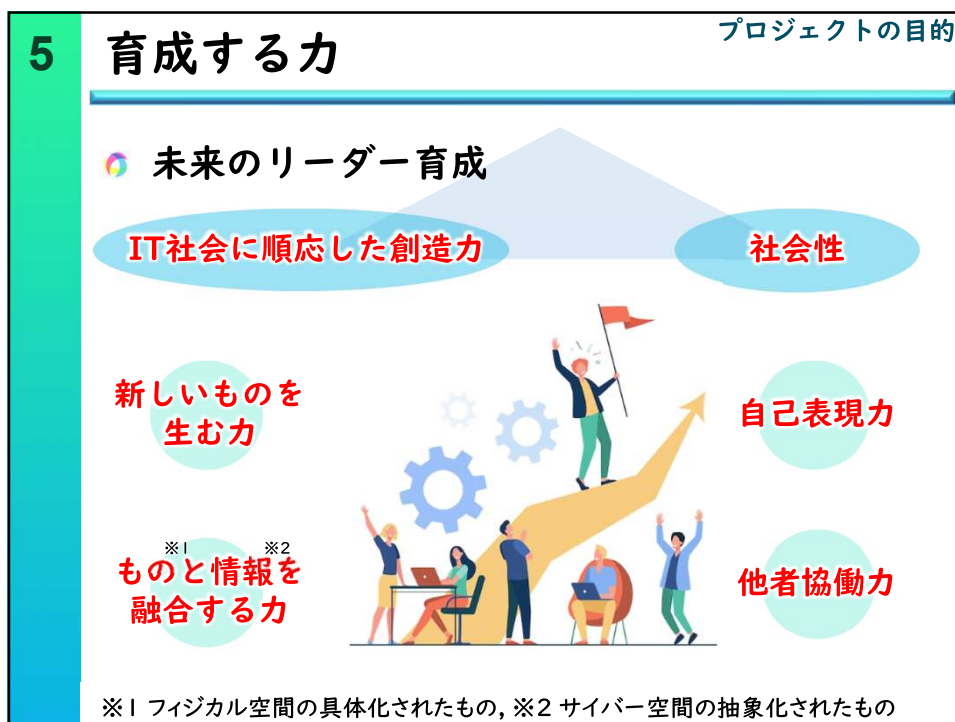 プロジェクトの目的
5
育成する力
未来のリーダー育成
IT社会に順応した創造力
社会性
新しいものを
生む力
自己表現力
※1 ※2
ものと情報を
融合する力
他者協働力
※1 フィジカル空間の具体化されたもの, ※2 サイバー空間の抽象化されたもの